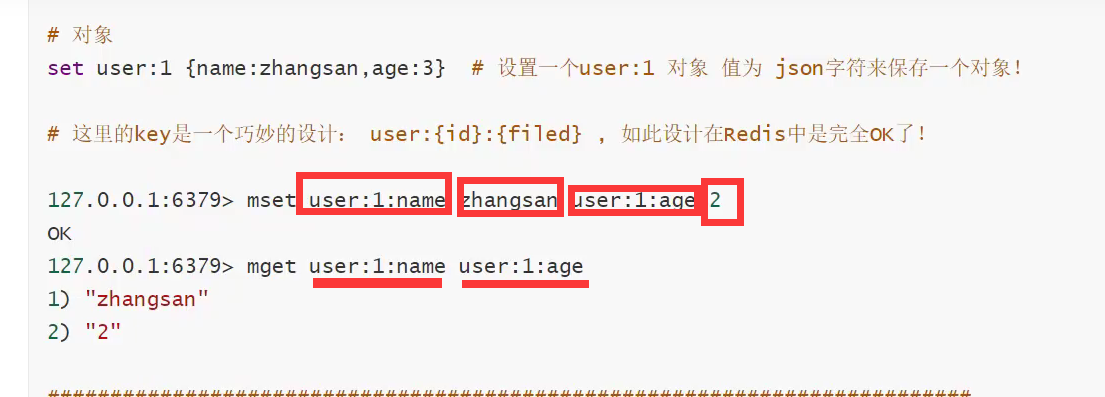 # 对象
set user:1 {name:zhangsan,age:3}  # 设置一个user:1 对象 值为 json字符来保存一个对象！
# 这里的key是一个巧妙的设计： user:{id}:{filed} , 如此设计在Redis中是完全OK了！
127.0.0.1:6379> mset user:1:name zhangsan user:1:age 2
OK
127.0.0.1:6379> mget user:1:name user:1:age
1) "zhangsan"
2) "2"
##########################################################################